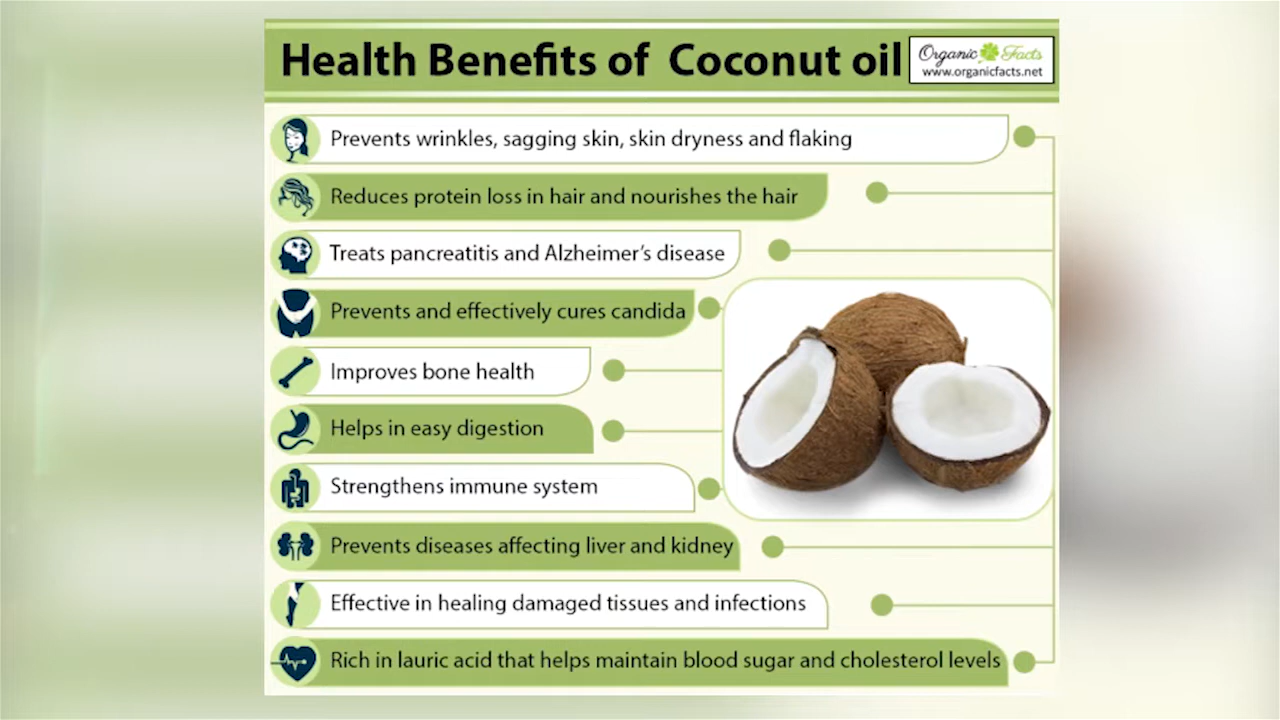 Health Benefits of Coconut oil
Organic Facts
www.organicfacts.net
Prevents wrinkles, sagging skin, skin dryness and flaking
Reduces protein loss in hair and nourishes the hair
Treats pancreatitis and Alzheimer's disease
Prevents and effectively cures candida
Improves bone health
Helps in easy digestion
Strengthens immune system
Prevents diseases affecting liver and kidney
Effective in healing damaged tissues and infections
Rich in lauric acid that helps maintain blood sugar and cholesterol levels